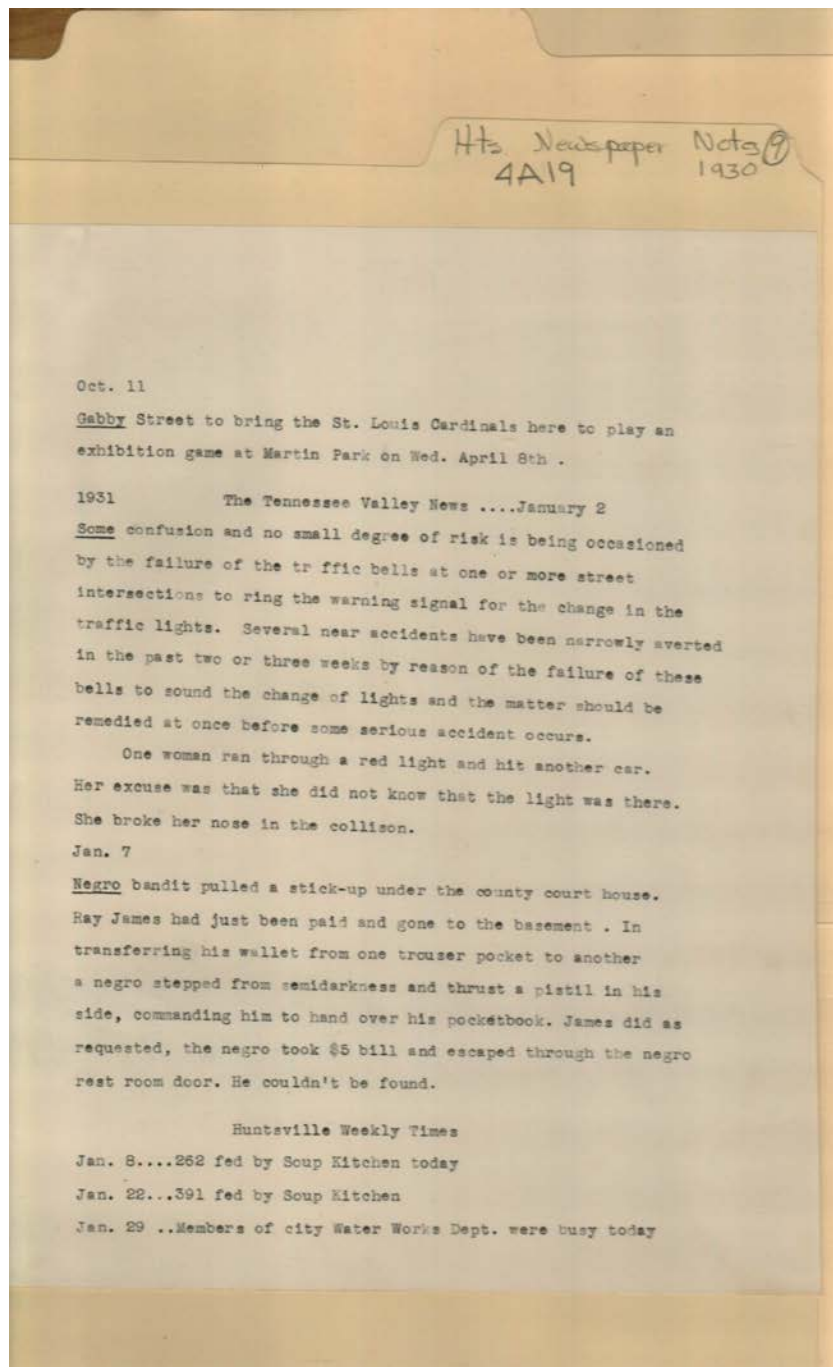 Hts. Newspaper Notes 9
4A19 1930
Oct. 11
Gabby Street to bring the St. Louis Cardinals here to play an
exhibition game at Martin Park on Wed. April 8th .
1931 The Tennessee Valley News ....January 2
Some confusion and no small degree of risk is being occasioned
by the failure of the tr ffic bells at one or more street
intersections to ring the warning signal for the change in the
traffic lights. Several near accidents have been narrowly averted
in the past two or three weeks by reason of the failure of these
bells to sound the change of lights and the matter should be
remedied at once before some serious accident occurs.
One woman ran through a red light and hit another car.
Her excuse was that she did not know that the light was there.
She broke her nose in the collison.
Jan. 7
Negro bandit pulled a stick-up under the county court house.
Ray James had just been paid and gone to the basement . In
transferring his wallet from one trouser pocket to another
a negro stepped from semidarkness and thrust a pistil in his
side, commanding him to hand over his pocketbook. James did as
requested, the negro took $5 bill and escaped through the negro
rest room door. He couldn't be found.
Huntsville Weekly Times
Jan. 8....262 fed by Soup Kitchen today
Jan. 22...391 fed by Soup Kitchen
Jan. 29 ..Members of city Water Works Dept. were busy today